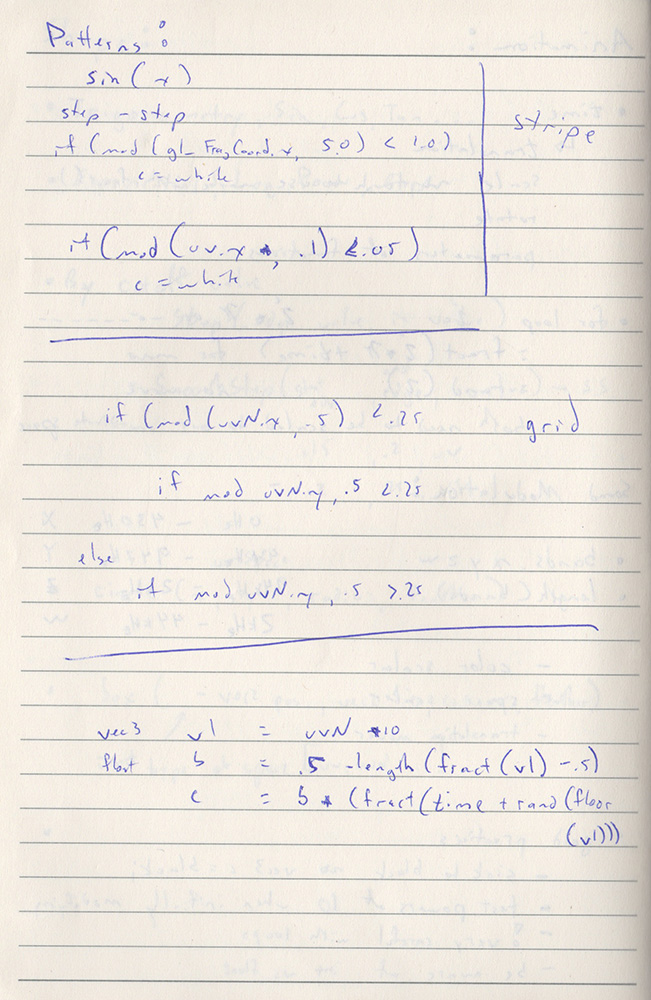 Patterns :
sin(x)
step - step
stripe
if (mod (gl_FragCoord.x, 5.0) < 1.0)
c = white
if (mod (uv.x , .1) < .05)
c = white
if (mod (uvN.x, .5) < .25
grid
if mod uvN.y, .5 < .25
else
if mod uvN.y, .5 > .25
vec3 v1 = uvN *10
float b = .5 - length (fract (v1) - .5)
c = b * (fract (time + rand (floor
(v1)))